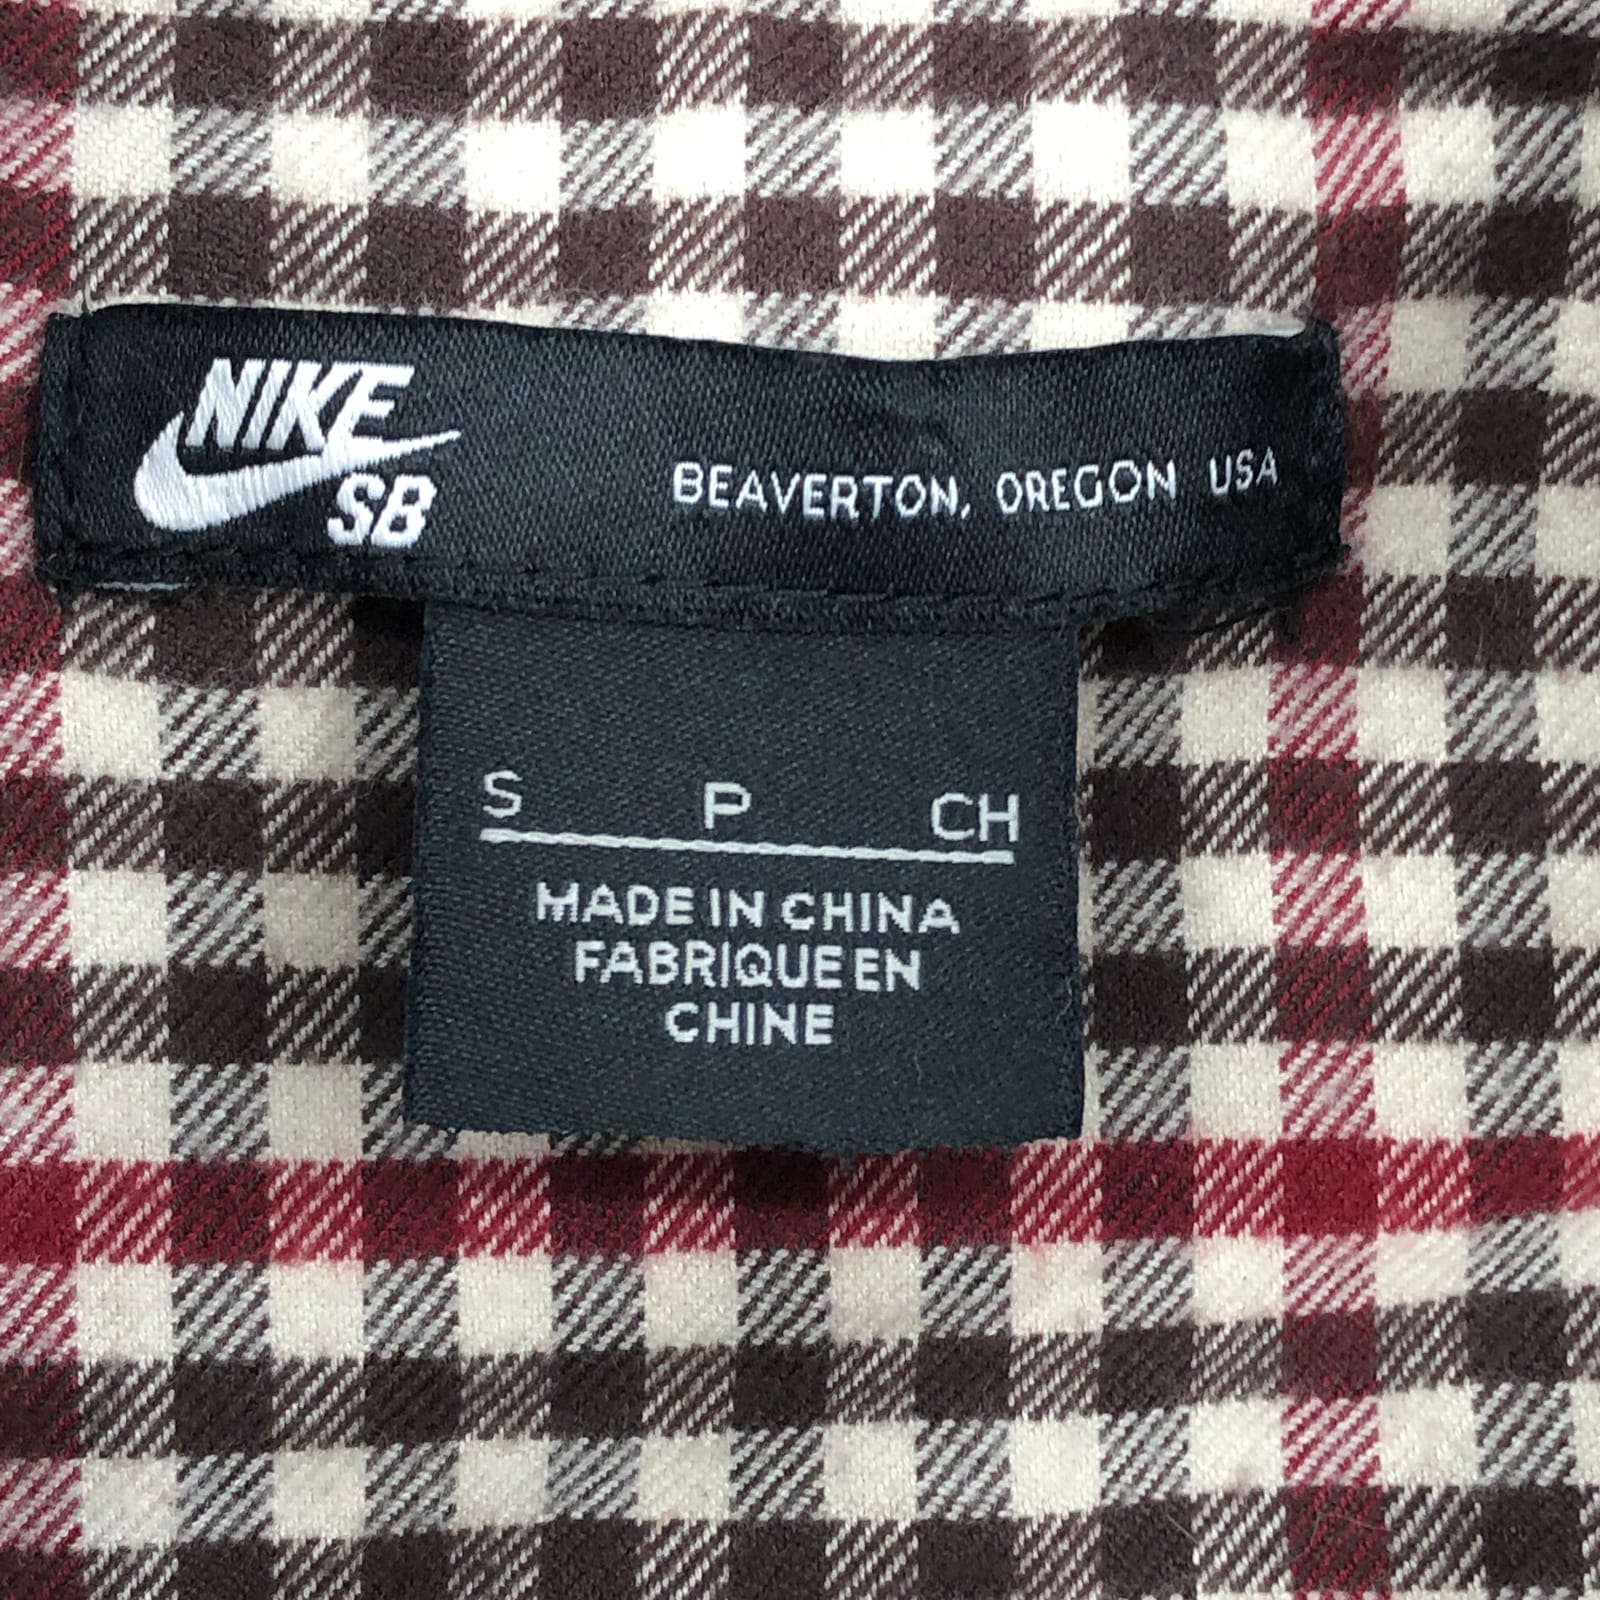 NIKE
SB
BEAVERTON, OREGON USA
S P CH
MADE IN CHINA
FABRIQUE EN
CHINE